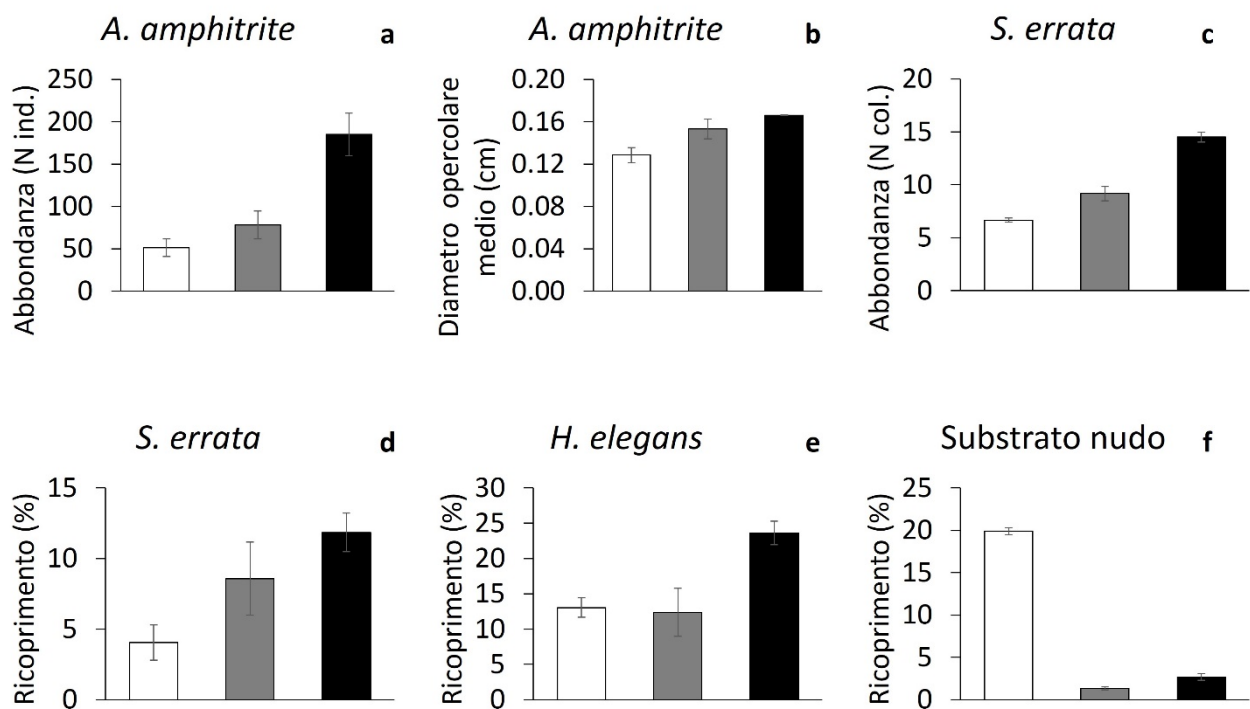 A. amphitrite a
Abbondanza (N ind.)
250
200
150
100
50
0
A. amphitrite b
Diametro opercolare
medio (cm)
0.20
0.16
0.12
0.08
0.04
0.00
S. errata c
Abbondanza (N col.)
20
15
10
5
0
S. errata d
Ricoprimento (%)
15
10
5
0
H. elegans e
Ricoprimento (%)
30
25
20
15
10
5
0
Substrato nudo f
Ricoprimento (%)
25
20
15
10
5
0